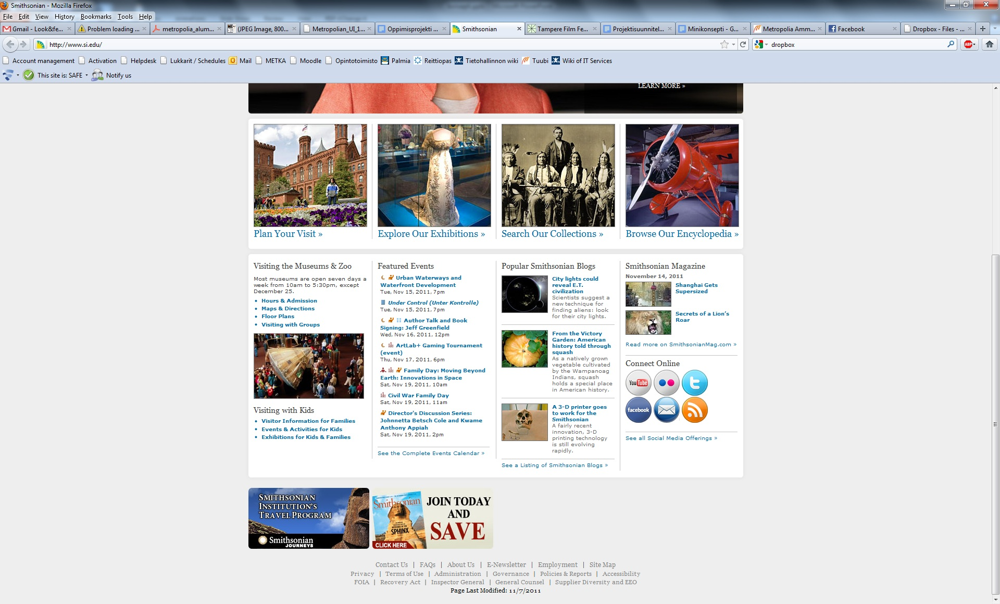 Smithsonian - Mozilla Firefox
File Edit View History Bookmarks Tools Help
Gmail - Look&fe... Problem loading ... metropolia_alum... (JPEG Image, 800... Metropolian_UI_1... Oppimisprojekti ... Smithsonian Tampere Film Fe... Projektisuunnitel... Minikonsepti - G... Metropolia Amm... Facebook Dropbox - Files - ...
http://www.si.edu/ dropbox ABP
Account management Activation Helpdesk Lukkarit / Schedules Mail METKA Moodle Opintotoimisto Palmia Reittiopas Tietohallinnon wiki Tuubi Wiki of IT Services
This site is: SAFE Notify us
LEARN MORE »
Plan Your Visit »
Explore Our Exhibitions »
Search Our Collections »
Browse Our Encyclopedia »
Visiting the Museums & Zoo
Most museums are open seven days a
week from 10am to 5:30pm, except
December 25.
• Hours & Admission
• Maps & Directions
• Floor Plans
• Visiting with Groups
Visiting with Kids
• Visitor Information for Families
• Events & Activities for Kids
• Exhibitions for Kids & Families
Featured Events
Urban Waterways and
Waterfront Development
Tue, Nov 15, 2011, 7pm
Under Control (Unter Kontrolle)
Tue, Nov 15, 2011, 7pm
Author Talk and Book
Signing: Jeff Greenfield
Wed, Nov 16, 2011, 12pm
ArtLab+ Gaming Tournament
(event)
Thu, Nov 17, 2011, 6pm
Family Day: Moving Beyond
Earth: Innovations in Space
Sat, Nov 19, 2011, 10am
Civil War Family Day
Sat, Nov 19, 2011, 11am
Director's Discussion Series:
Johnnetta Betsch Cole and Kwame
Anthony Appiah
Sat, Nov 19, 2011, 2pm
See the Complete Events Calendar »
Popular Smithsonian Blogs
City lights could
reveal E.T.
civilization
Scientists suggest a
new technique for
finding aliens: look
for their city lights.
From the Victory
Garden: American
history told through
squash
As a natively grown
vegetable cultivated
by the Wampanoag
Indians, squash
holds a special place
in American history.
A 3-D printer goes
to work for the
Smithsonian
A fairly recent
innovation, 3-D
printing technology
is still evolving
rapidly.
See a Listing of Smithsonian Blogs »
Smithsonian Magazine
November 14, 2011
Shanghai Gets
Supersized
Secrets of a Lion's
Roar
Read more on SmithsonianMag.com »
Connect Online
YouTube
facebook
See all Social Media Offerings »
SMITHSONIAN
INSTITUTION'S
TRAVEL PROGRAM
Smithsonian
JOURNEYS
Smithsonian
SPHINX
JOIN TODAY
AND
SAVE
CLICK HERE
Contact Us | FAQs | About Us | E-Newsletter | Employment | Site Map
Privacy | Terms of Use | Administration | Governance | Policies & Reports | Accessibility
FOIA | Recovery Act | Inspector General | General Counsel | Supplier Diversity and EEO
Page Last Modified: 11/7/2011